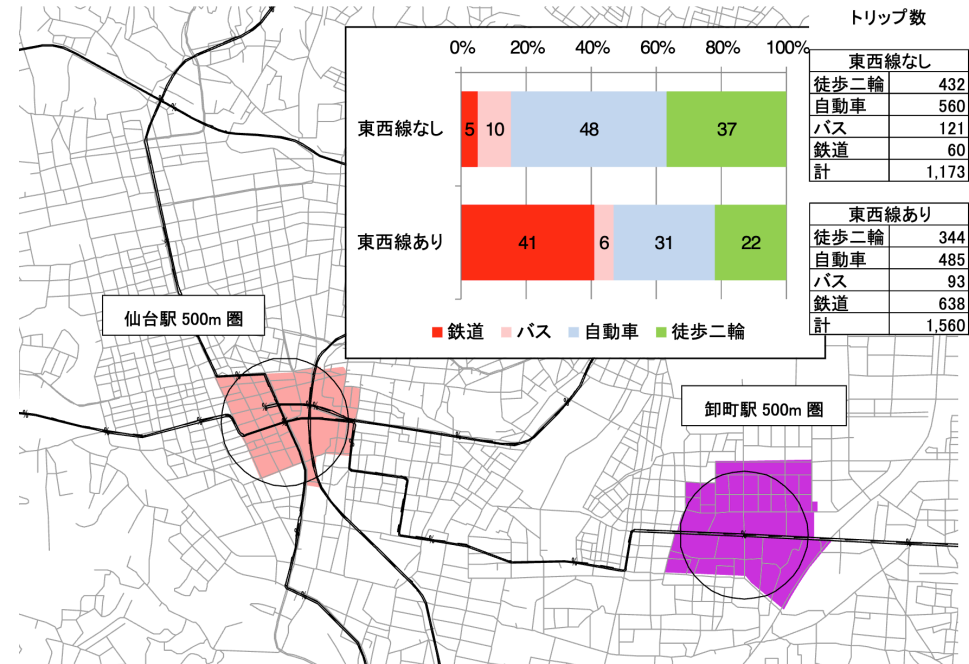 トリップ数
0% 20% 40% 60% 80% 100%
東西線なし 5 10 48 37
東西線あり 41 6 31 22
鉄道 バス 自動車 徒歩二輪
東西線なし
徒歩二輪 432
自動車 560
バス 121
鉄道 60
計 1,173
東西線あり
徒歩二輪 344
自動車 485
バス 93
鉄道 638
計 1,560
仙台駅 500m 圏
卸町駅 500m 圏